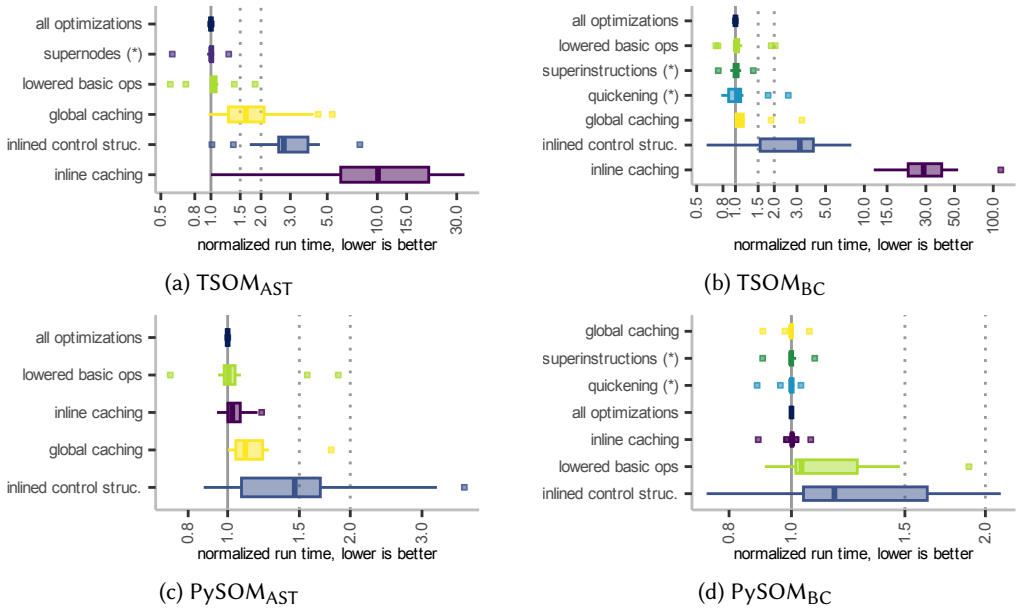 all optimizations
supernodes (*)
lowered basic ops
global caching
inlined control struc.
inline caching
0.5 0.8 1.0 1.5 2.0 3.0 5.0 10.0 15.0 30.0
normalized run time, lower is better
(a) TSOMAST
all optimizations
lowered basic ops
superinstructions (*)
quickening (*)
global caching
inlined control struc.
inline caching
0.5 0.8 1.0 1.5 2.0 3.0 5.0 10.0 15.0 30.0 50.0 100.0
normalized run time, lower is better
(b) TSOMBC
all optimizations
lowered basic ops
inline caching
global caching
inlined control struc.
0.8 1.0 1.5 2.0 3.0
normalized run time, lower is better
(c) PySOMAST
global caching
superinstructions (*)
quickening (*)
all optimizations
inline caching
lowered basic ops
inlined control struc.
0.8 1.0 1.5 2.0
normalized run time, lower is better
(d) PySOMBC